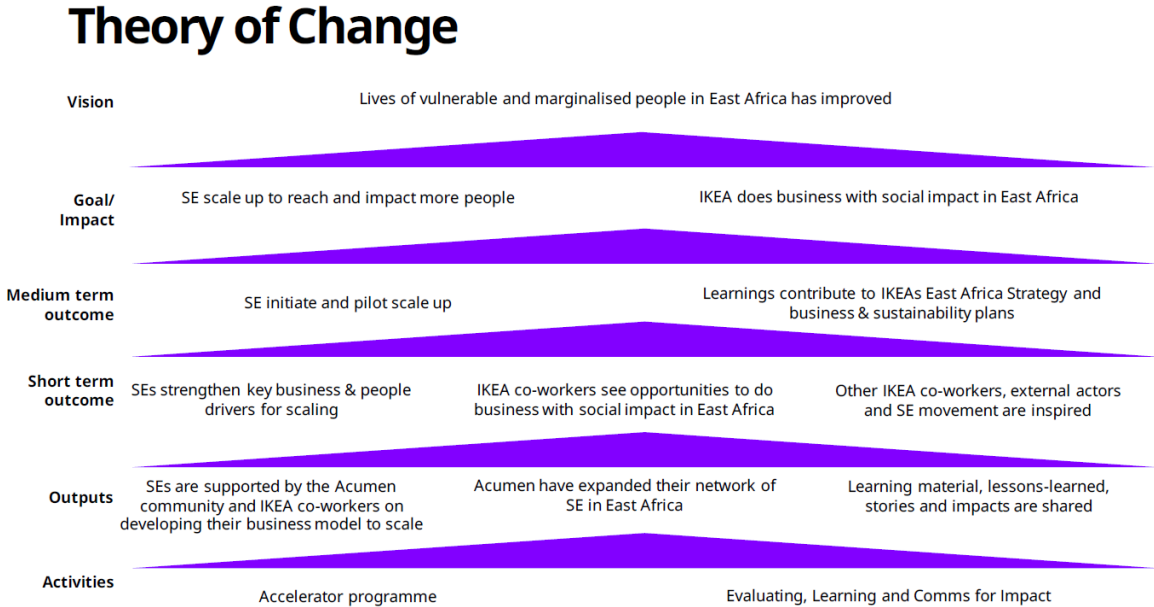 Theory of Change
Vision
Lives of vulnerable and marginalised people in East Africa has improved
Goal/
Impact
SE scale up to reach and impact more people
IKEA does business with social impact in East Africa
Medium term
outcome
SE initiate and pilot scale up
Learnings contribute to IKEAs East Africa Strategy and
business & sustainability plans
Short term
outcome
SEs strengthen key business & people
drivers for scaling
IKEA co-workers see opportunities to do
business with social impact in East Africa
Other IKEA co-workers, external actors
and SE movement are inspired
Outputs
SEs are supported by the Acumen
community and IKEA co-workers on
developing their business model to scale
Acumen have expanded their network of
SE in East Africa
Learning material, lessons-learned,
stories and impacts are shared
Activities
Accelerator programme
Evaluating, Learning and Comms for Impact